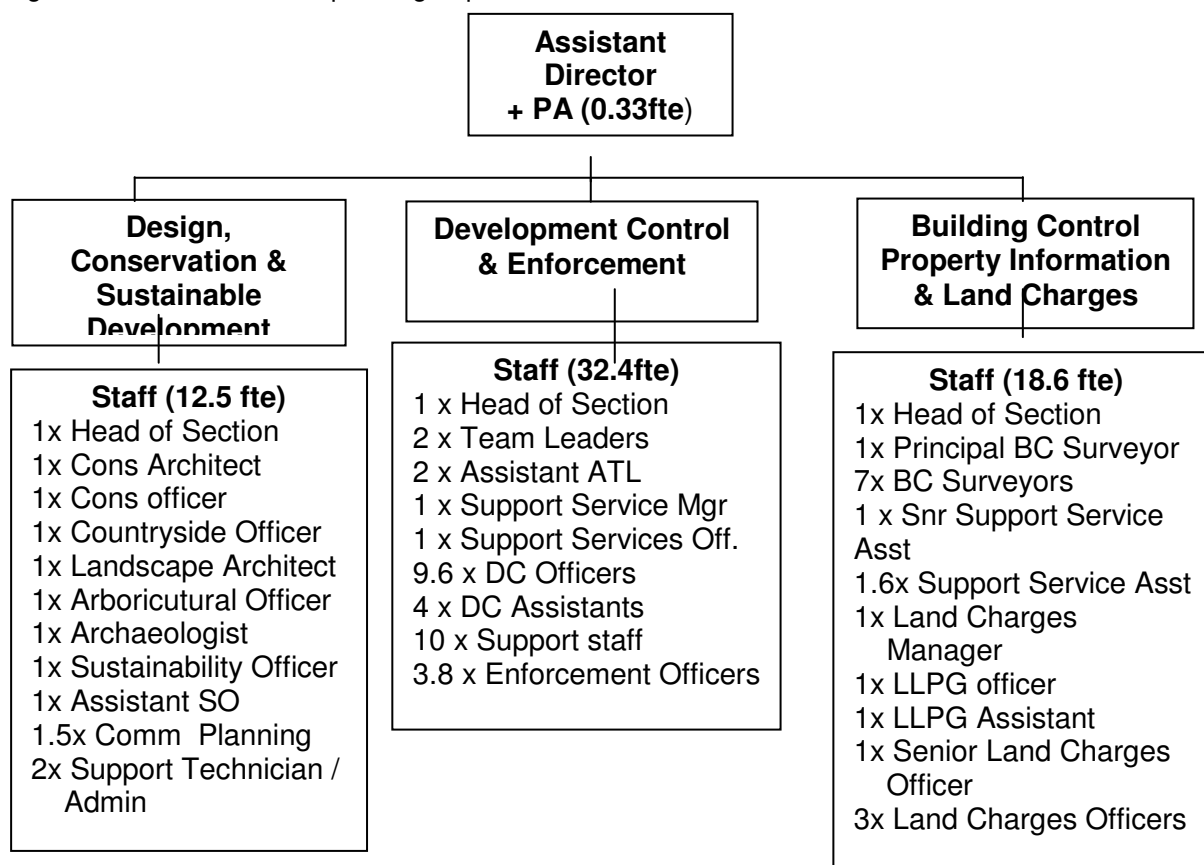 Assistant
Director
+ PA (0.33fte)
Design,
Conservation &
Sustainable
Development
Staff (12.5 fte)
1x Head of Section
1x Cons Architect
1x Cons officer
1x Countryside Officer
1x Landscape Architect
1x Arboricutural Officer
1x Archaeologist
1x Sustainability Officer
1x Assistant SO
1.5x Comm Planning
2x Support Technician /
Admin
Development Control
& Enforcement
Staff (32.4fte)
1 x Head of Section
2 x Team Leaders
2 x Assistant ATL
1 x Support Service Mgr
1 x Support Services Off.
9.6 x DC Officers
4 x DC Assistants
10 x Support staff
3.8 x Enforcement Officers
Building Control
Property Information
& Land Charges
Staff (18.6 fte)
1x Head of Section
1x Principal BC Surveyor
7x BC Surveyors
1 x Snr Support Service
Asst
1.6x Support Service Asst
1x Land Charges
Manager
1x LLPG officer
1x LLPG Assistant
1x Senior Land Charges
Officer
3x Land Charges Officers